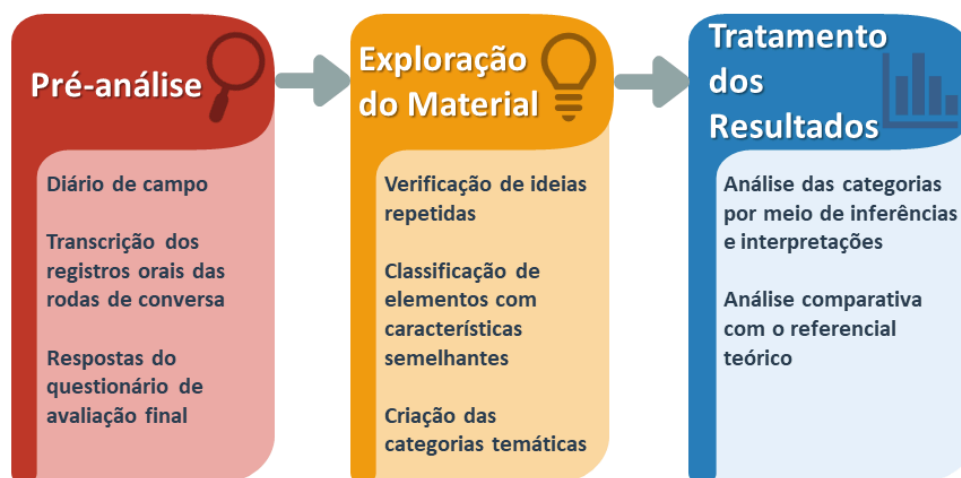 Pré-análise
Diário de campo
Transcrição dos
registros orais das
rodas de conversa
Respostas do
questionário de
avaliação final
Exploração
do Material
Verificação de ideias
repetidas
Classificação de
elementos com
características
semelhantes
Criação das
categorias temáticas
Tratamento
dos
Resultados
Análise das categorias
por meio de inferências
e interpretações
Análise comparativa
com o referencial
teórico